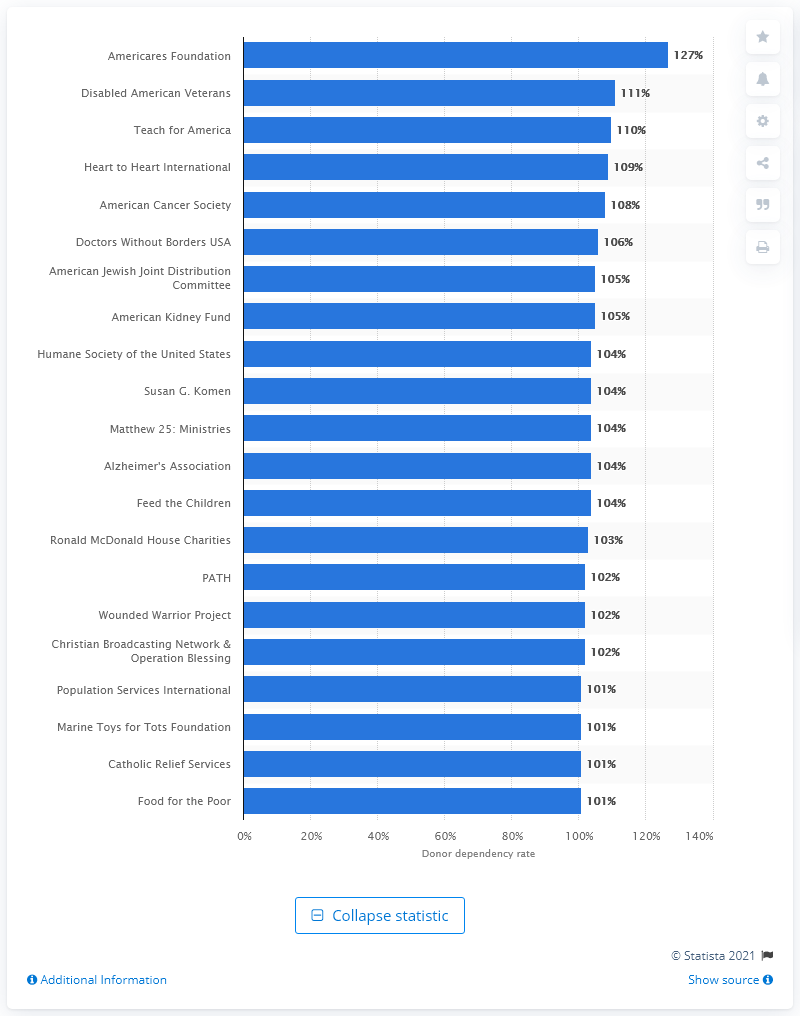 Americares Foundation 127%
Disabled American Veterans 111%
Teach for America 110%
Heart to Heart International 109%
American Cancer Society 108%
Doctors Without Borders USA 106%
American Jewish Joint Distribution
Committee 105%
American Kidney Fund 105%
Humane Society of the United States 104%
Susan G. Komen 104%
Matthew 25: Ministries 104%
Alzheimer's Association 104%
Feed the Children 104%
Ronald McDonald House Charities 103%
PATH 102%
Wounded Warrior Project 102%
Christian Broadcasting Network &
Operation Blessing 102%
Population Services International 101%
Marine Toys for Tots Foundation 101%
Catholic Relief Services 101%
Food for the Poor 101%
0% 20% 40% 60% 80% 100% 120% 140%
Donor dependency rate
Collapse statistic
© Statista 2021
Additional Information Show source